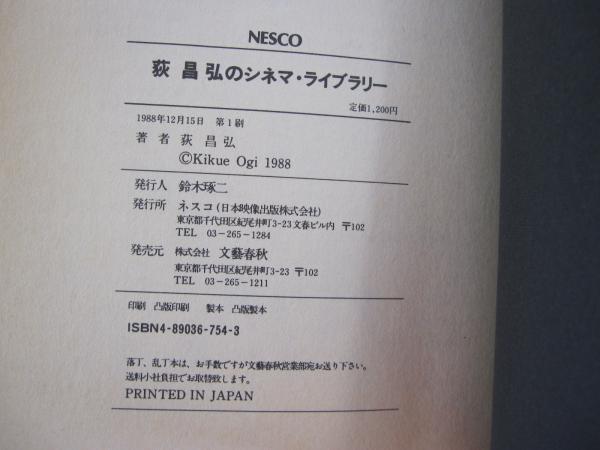 NESCO
荻昌弘のシネマ・ライブラリー
定価1,200円
1988年12月15日 第1刷
著者 荻昌弘
©Kikue Ogi 1988
発行人 鈴木琢二
発行所 ネスコ(日本映像出版株式会社)
東京都千代田区紀尾井町3-23 文春ビル内 〒102
TEL 03-265-1284
発売元 株式会社 文藝春秋
東京都千代田区紀尾井町3-23 〒102
TEL 03-265-1211
印刷 凸版印刷 製本 凸版製本
ISBN4-89036-754-3
落丁、乱丁本は、お手数ですが文藝春秋営業部宛お送り下さい。
送料小社負担でお取替致します。
PRINTED IN JAPAN